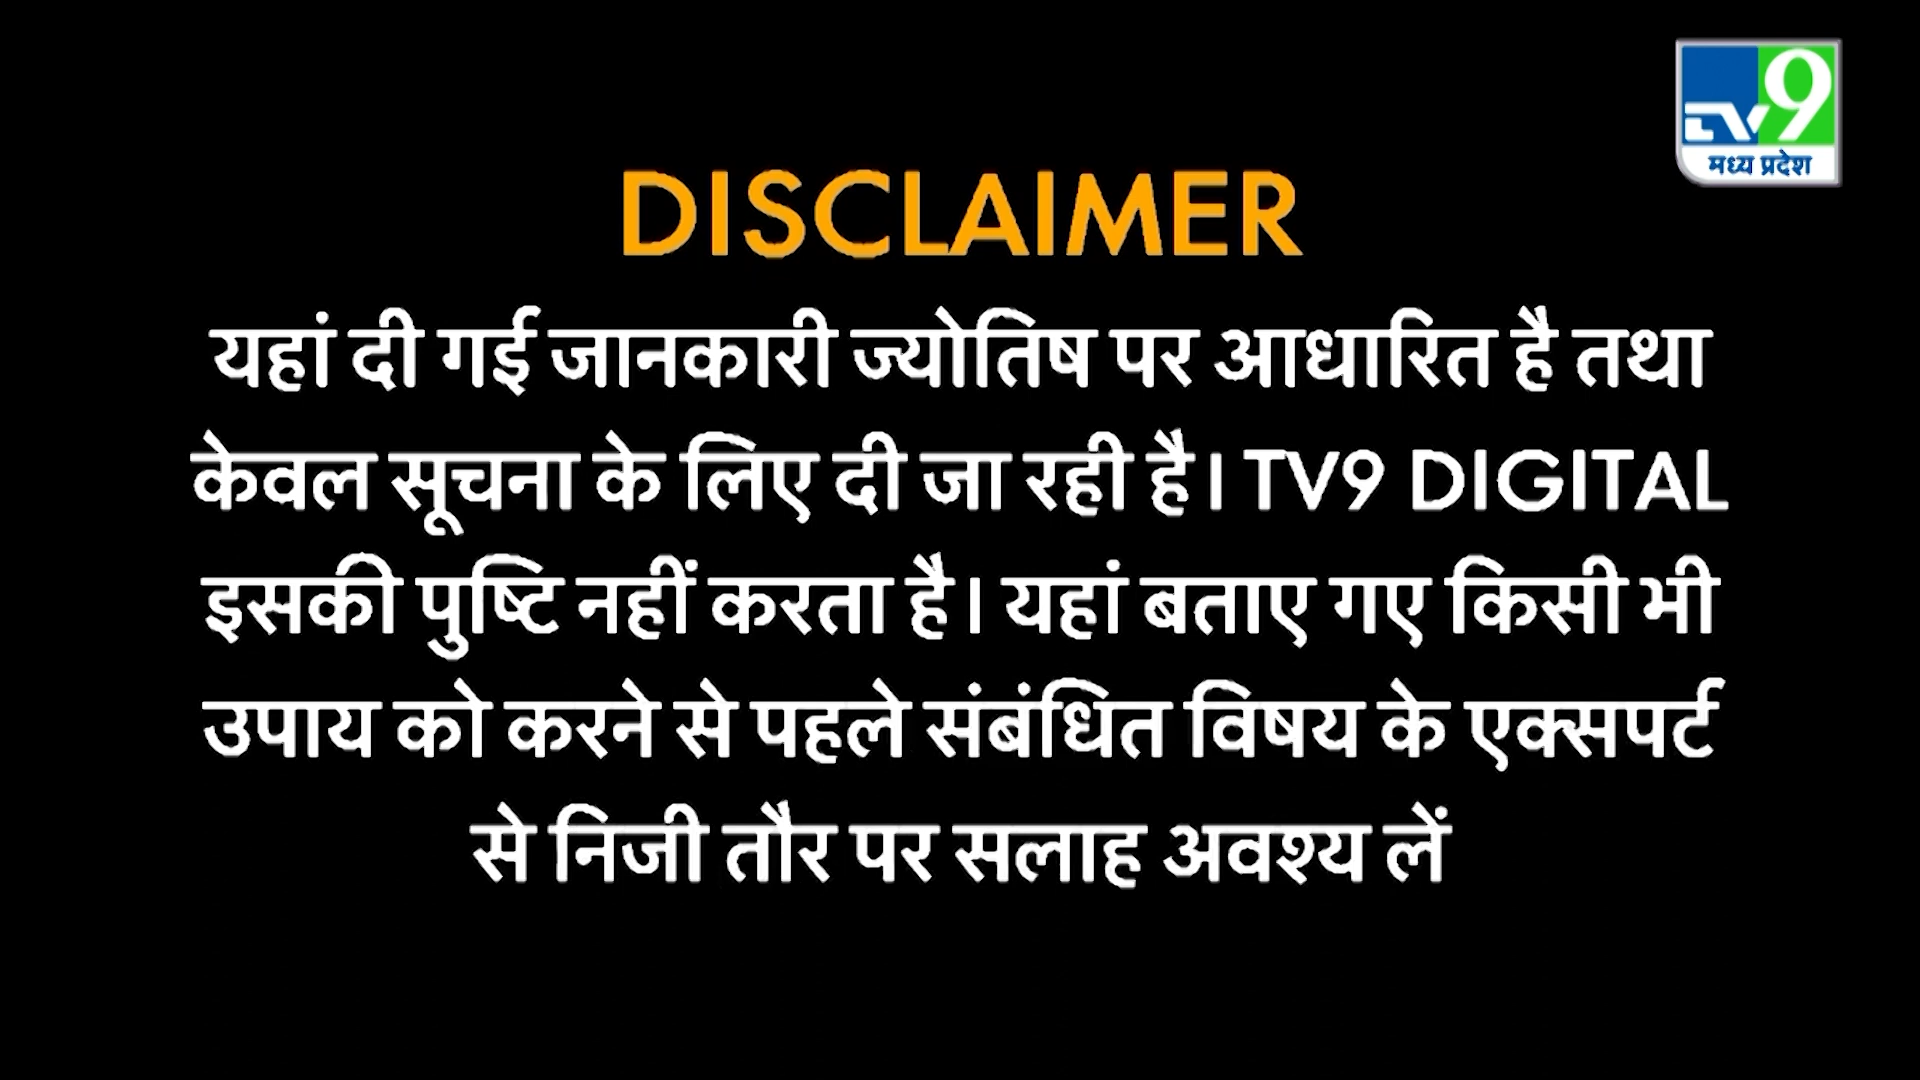 TV9
मध्य प्रदेश
DISCLAIMER
यहां दी गई जानकारी ज्योतिष पर आधारित है तथा
केवल सूचना के लिए दी जा रही है। TV9 DIGITAL
इसकी पुष्टि नहीं करता है। यहां बताए गए किसी भी
उपाय को करने से पहले संबंधित विषय के एक्सपर्ट
से निजी तौर पर सलाह अवश्य लें